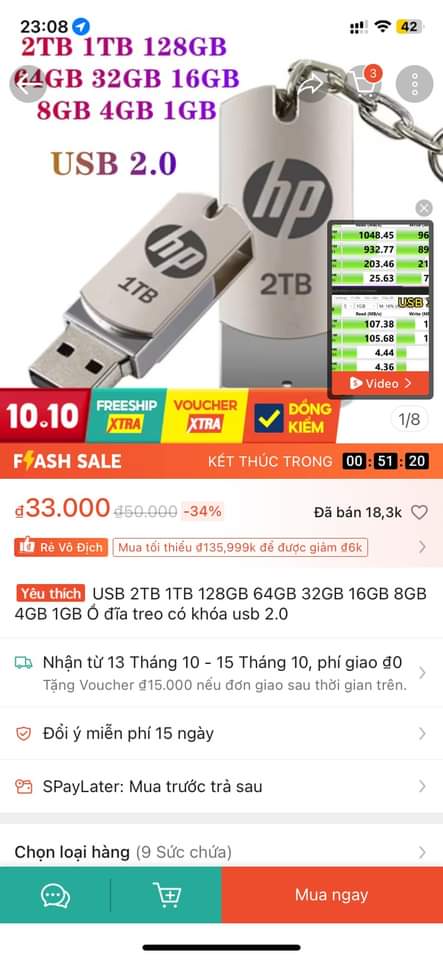 23:08
42
2TB 1TB 128GB
64GB 32GB 16GB
8GB 4GB 1GB
3
USB 2.0
hp
hp
1TB
2TB
1048.45 96
932.77 89
203.46 21
25.63 7
USB
Read (MB/s) Write (M
107.38 1
105.68 1
4.44
4.36
Video >
10.10
FREESHIP
XTRA
VOUCHER
XTRA
ĐỒNG
KIỂM
1/8
FLASH SALE
KẾT THÚC TRONG 00:51:20
₫33.000 ₫50.000 -34%
Đã bán 18,3k
Rẻ Vô Địch
Mua tối thiểu ₫135,999k để được giảm ₫6k
Yêu thích USB 2TB 1TB 128GB 64GB 32GB 16GB 8GB
4GB 1GB Ổ đĩa treo có khóa usb 2.0
Nhận từ 13 Tháng 10 - 15 Tháng 10, phí giao ₫0
Tặng Voucher ₫15.000 nếu đơn giao sau thời gian trên.
Đổi ý miễn phí 15 ngày
SPayLater: Mua trước trả sau
Chọn loại hàng (9 Sức chứa)
Mua ngay